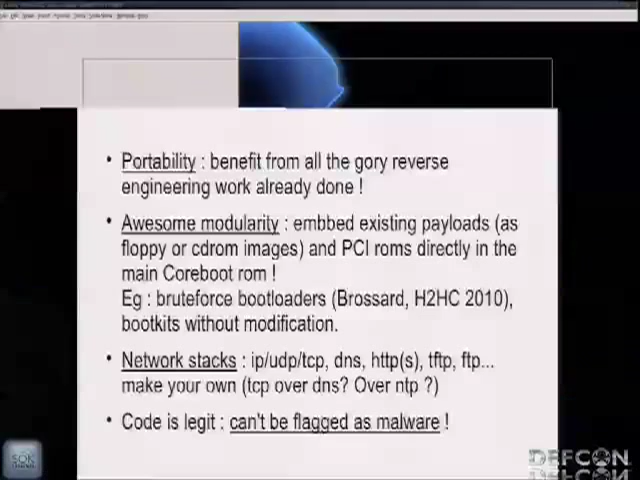 • Portability : benefit from all the gory reverse
engineering work already done !
• Awesome modularity : embbed existing payloads (as
floppy or cdrom images) and PCI roms directly in the
main Coreboot rom !
Eg : bruteforce bootloaders (Brossard, H2HC 2010),
bootkits without modification.
• Network stacks : ip/udp/tcp, dns, http(s), tftp, ftp...
make your own (tcp over dns? Over ntp ?)
• Code is legit : can't be flagged as malware !
DEFCON